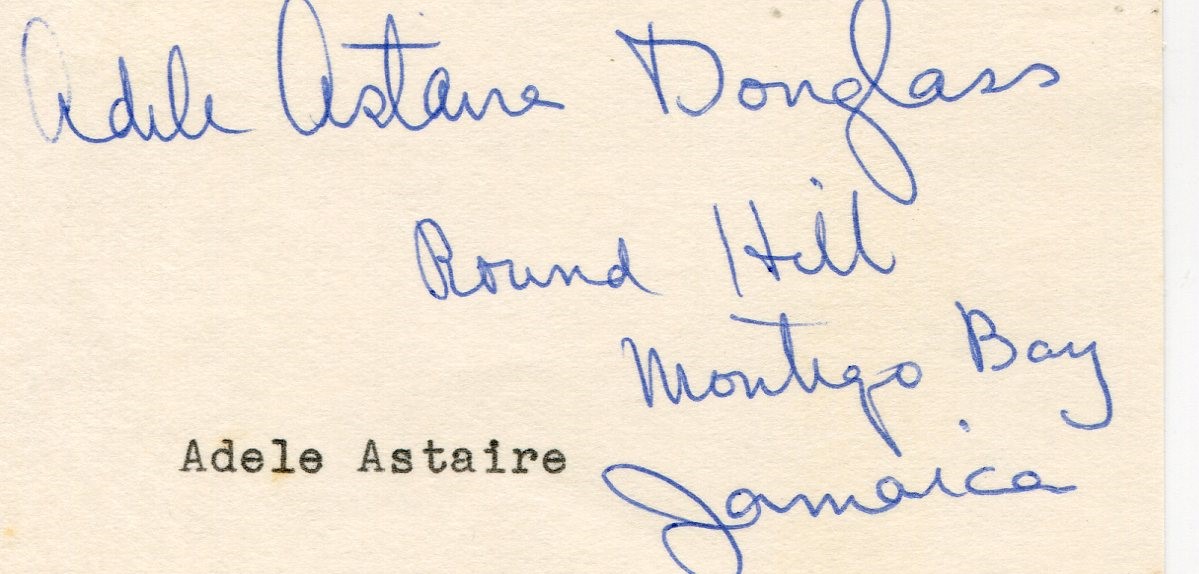 Adele Astaire Douglass
Round Hill
Montego Bay
Jamaica
Adele Astaire